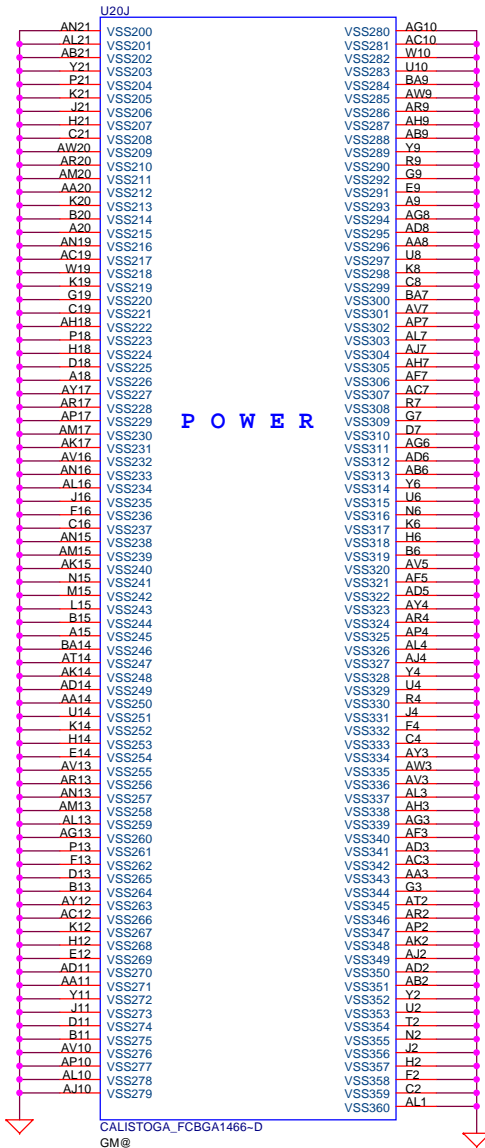 U20J
AN21 VSS200 VSS280 AG10
AL21 VSS201 VSS281 AC10
AB21 VSS202 VSS282 W10
Y21 VSS203 VSS283 U10
P21 VSS204 VSS284 BA9
K21 VSS205 VSS285 AW9
J21 VSS206 VSS286 AR9
H21 VSS207 VSS287 AH9
C21 VSS208 VSS288 AB9
AW20 VSS209 VSS289 Y9
AR20 VSS210 VSS290 R9
AM20 VSS211 VSS292 G9
AA20 VSS212 VSS291 E9
K20 VSS213 VSS293 A9
B20 VSS214 VSS294 AG8
A20 VSS215 VSS295 AD8
AN19 VSS216 VSS296 AA8
AC19 VSS217 VSS297 U8
W19 VSS218 VSS298 K8
K19 VSS219 VSS299 C8
G19 VSS220 VSS300 BA7
C19 VSS221 VSS301 AV7
AH18 VSS222 VSS302 AP7
P18 VSS223 VSS303 AL7
H18 VSS224 VSS304 AJ7
D18 VSS225 VSS305 AH7
A18 VSS226 VSS306 AF7
AY17 VSS227 VSS307 AC7
AR17 VSS228 VSS308 R7
AP17 VSS229 VSS309 G7
P O W E R
AM17 VSS230 VSS310 D7
AK17 VSS231 VSS311 AG6
AV16 VSS232 VSS312 AD6
AN16 VSS233 VSS313 AB6
AL16 VSS234 VSS314 Y6
J16 VSS235 VSS315 U6
F16 VSS236 VSS316 N6
C16 VSS237 VSS317 K6
AN15 VSS238 VSS318 H6
AM15 VSS239 VSS319 B6
AK15 VSS240 VSS320 AV5
N15 VSS241 VSS321 AF5
M15 VSS242 VSS322 AD5
L15 VSS243 VSS323 AY4
B15 VSS244 VSS324 AR4
A15 VSS245 VSS325 AP4
BA14 VSS246 VSS326 AL4
AT14 VSS247 VSS327 AJ4
AK14 VSS248 VSS328 Y4
AD14 VSS249 VSS329 U4
AA14 VSS250 VSS330 R4
U14 VSS251 VSS331 J4
K14 VSS252 VSS332 F4
H14 VSS253 VSS333 C4
E14 VSS254 VSS334 AY3
AV13 VSS255 VSS335 AW3
AR13 VSS256 VSS336 AV3
AN13 VSS257 VSS337 AL3
AM13 VSS258 VSS338 AH3
AL13 VSS259 VSS339 AG3
AG13 VSS260 VSS340 AF3
P13 VSS261 VSS341 AD3
F13 VSS262 VSS342 AC3
D13 VSS265 VSS343 AA3
B13 VSS264 VSS344 G3
AY12 VSS263 VSS345 AT2
AC12 VSS266 VSS346 AR2
K12 VSS267 VSS347 AP2
H12 VSS268 VSS348 AK2
E12 VSS269 VSS349 AJ2
AD11 VSS270 VSS350 AD2
AA11 VSS271 VSS351 AB2
Y11 VSS272 VSS352 Y2
J11 VSS273 VSS353 U2
D11 VSS274 VSS354 T2
B11 VSS275 VSS355 N2
AV10 VSS276 VSS356 J2
AP10 VSS277 VSS357 H2
AL10 VSS278 VSS358 F2
AJ10 VSS279 VSS359 C2
VSS360 AL1
CALISTOGA_FCBGA1466~D
GM@